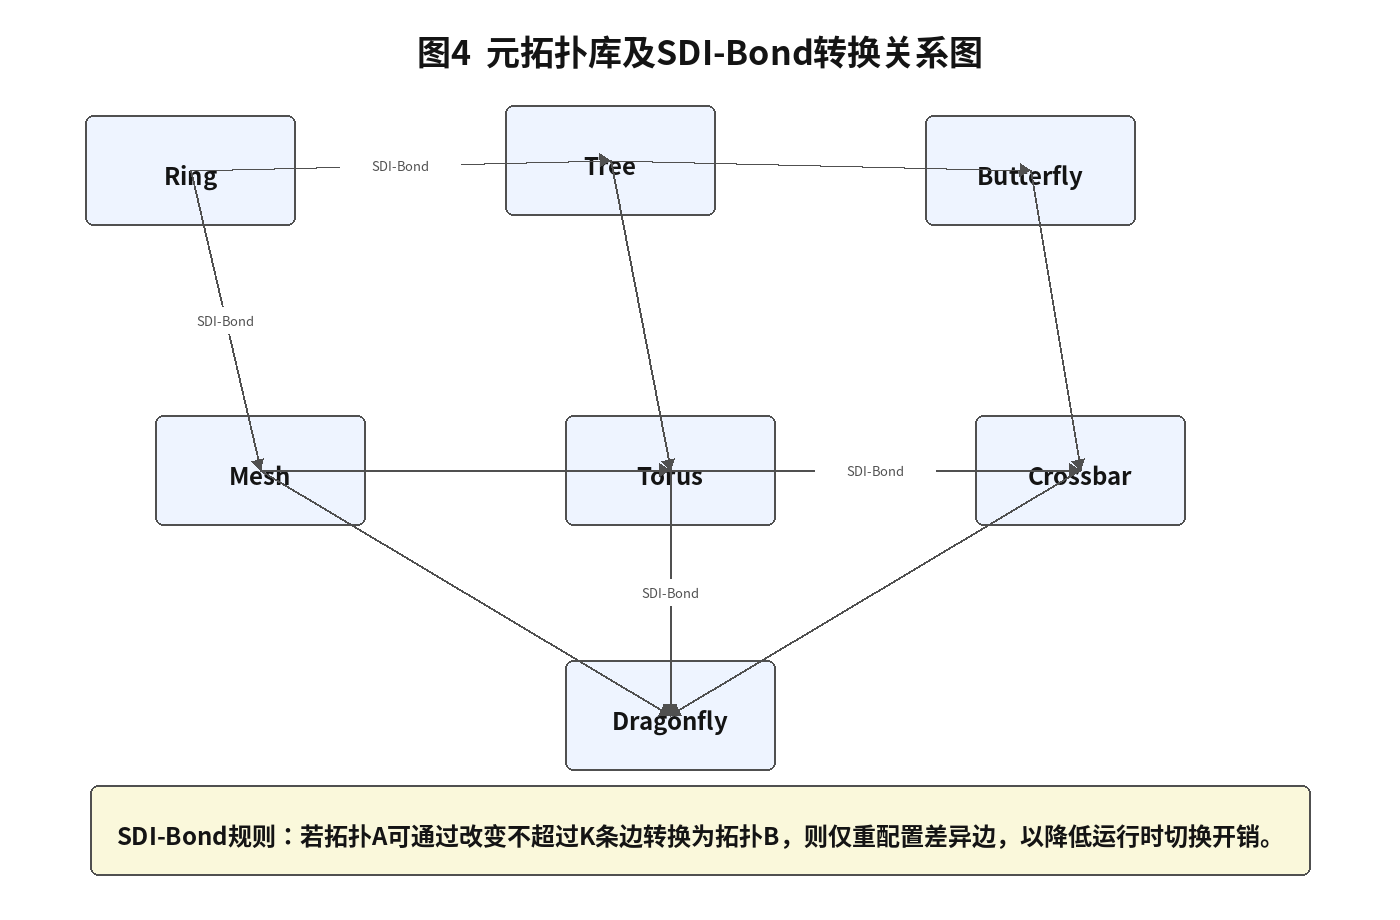 图4 元拓扑库及SDI-Bond转换关系图
Ring
SDI-Bond
Tree
Butterfly
SDI-Bond
Mesh
Torus
SDI-Bond
Crossbar
SDI-Bond
Dragonfly
SDI-Bond规则：若拓扑A可通过改变不超过K条边转换为拓扑B，则仅重配置差异边，以降低运行时切换开销。